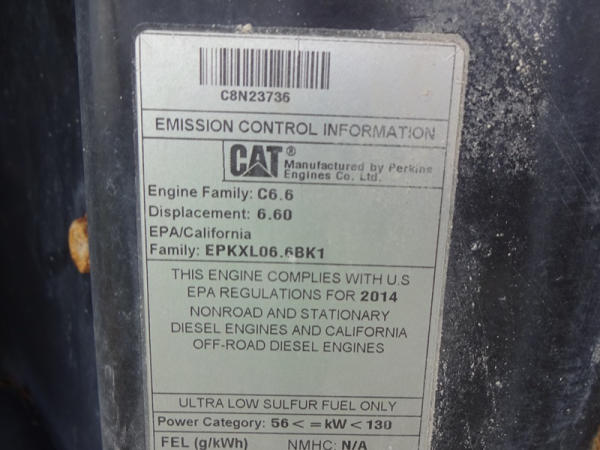 C8N23736
EMISSION CONTROL INFORMATION
CAT® Manufactured by Perkins
Engines Co. Ltd.
Engine Family: C6.6
Displacement: 6.60
EPA/California
Family: EPKXL06.6BK1
THIS ENGINE COMPLIES WITH U.S
EPA REGULATIONS FOR 2014
NONROAD AND STATIONARY
DIESEL ENGINES AND CALIFORNIA
OFF-ROAD DIESEL ENGINES
ULTRA LOW SULFUR FUEL ONLY
Power Category: 56 < = kW < 130
FEL (g/kWh) NMHC: N/A